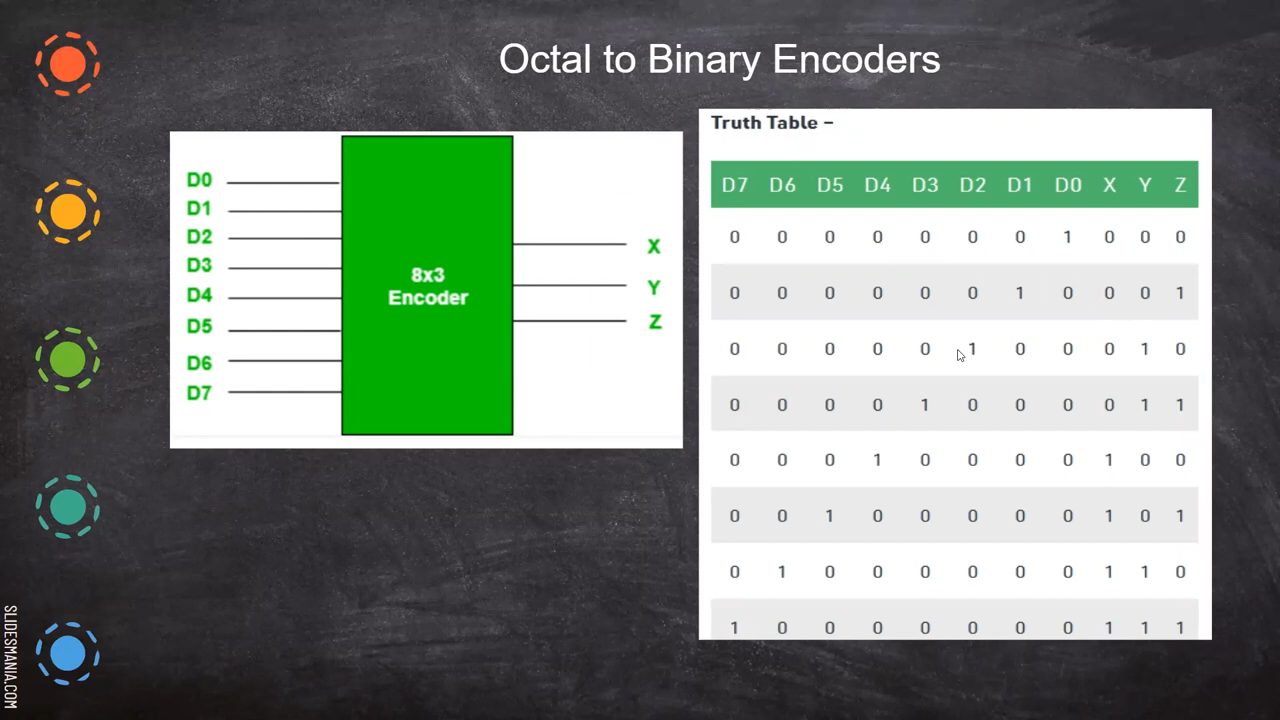 Octal to Binary Encoders
D0
D1
D2
D3
D4
D5
D6
D7
8x3
Encoder
X
Y
Z
Truth Table –
D7 D6 D5 D4 D3 D2 D1 D0 X Y Z
0 0 0 0 0 0 0 1 0 0 0
0 0 0 0 0 0 1 0 0 0 1
0 0 0 0 0 1 0 0 0 1 0
0 0 0 0 1 0 0 0 0 1 1
0 0 0 1 0 0 0 0 1 0 0
0 0 1 0 0 0 0 0 1 0 1
0 1 0 0 0 0 0 0 1 1 0
1 0 0 0 0 0 0 0 1 1 1
SLIDESMANIA.COM